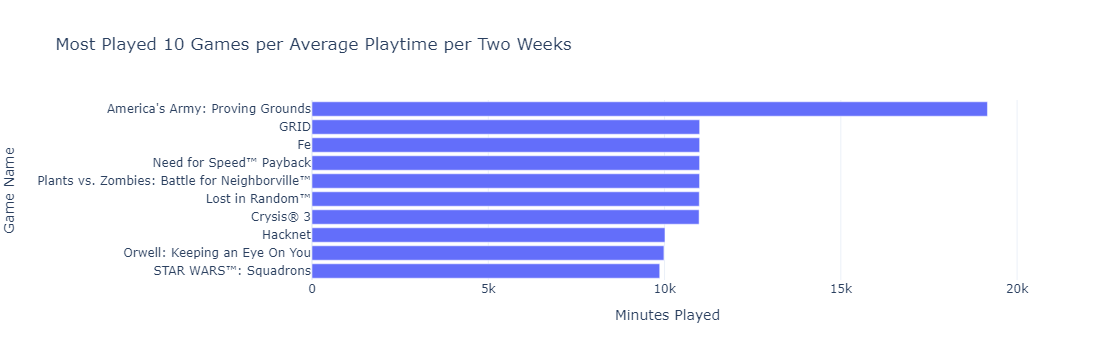 Most Played 10 Games per Average Playtime per Two Weeks
Game Name
America's Army: Proving Grounds
GRID
Fe
Need for Speed™ Payback
Plants vs. Zombies: Battle for Neighborville™
Lost in Random™
Crysis® 3
Hacknet
Orwell: Keeping an Eye On You
STAR WARS™: Squadrons
0 5k 10k 15k 20k
Minutes Played